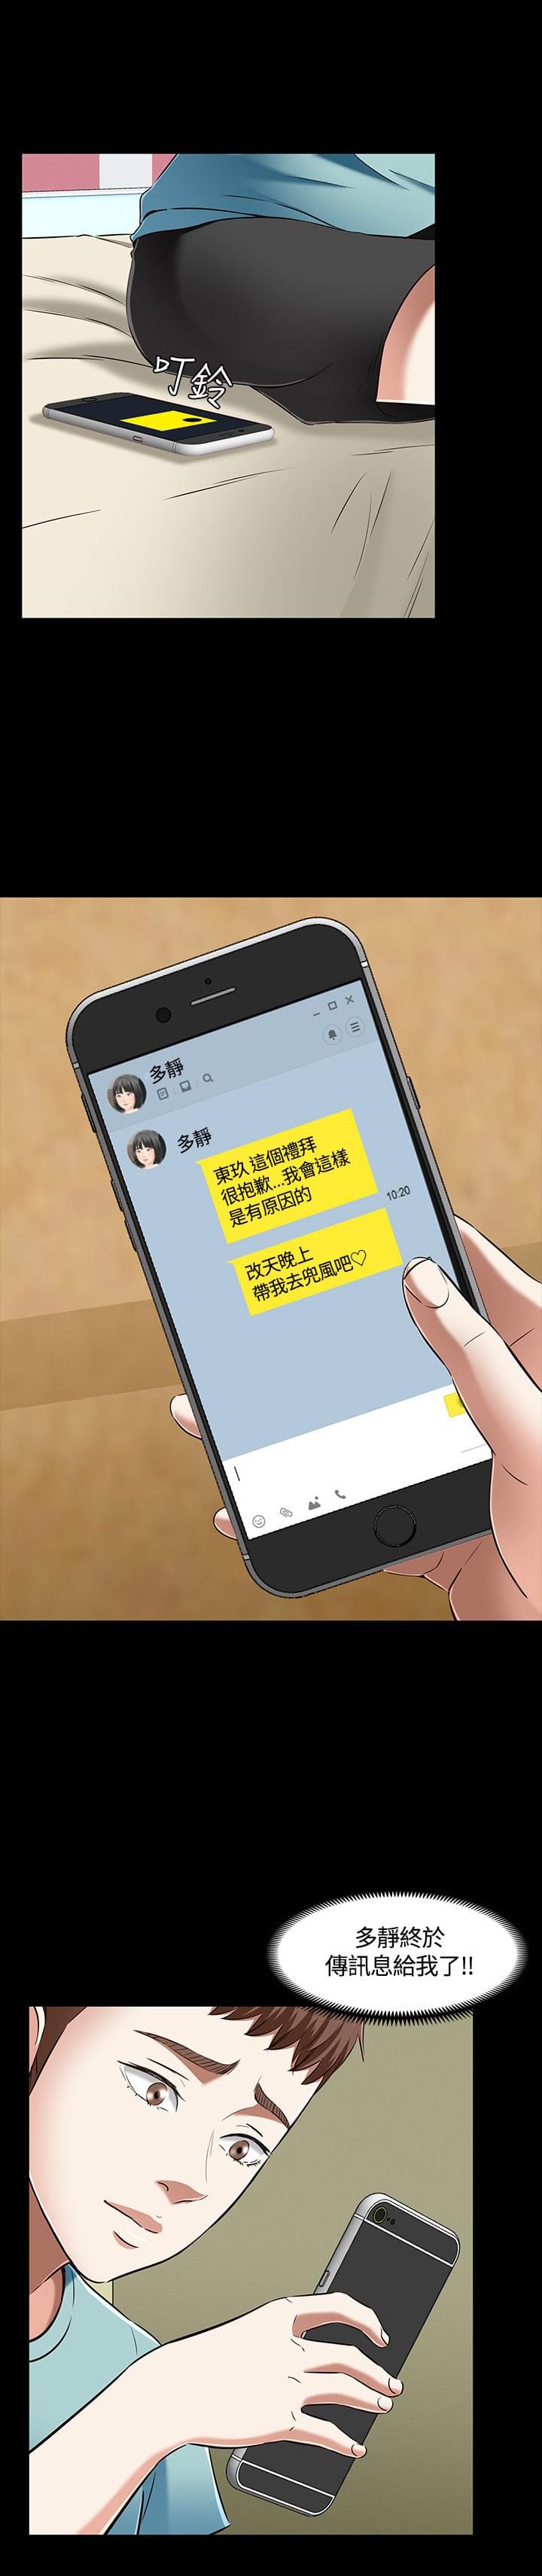 叮鈴
多靜
多靜
東玖 這個禮拜
很抱歉...我會這樣
是有原因的
10:20
改天晚上
帶我去兜風吧♡
多靜終於
傳訊息給我了!!